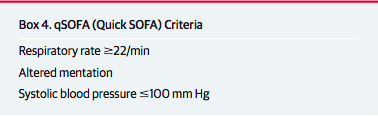 Box 4. qSOFA (Quick SOFA) Criteria
Respiratory rate ≥22/min
Altered mentation
Systolic blood pressure ≤100 mm Hg